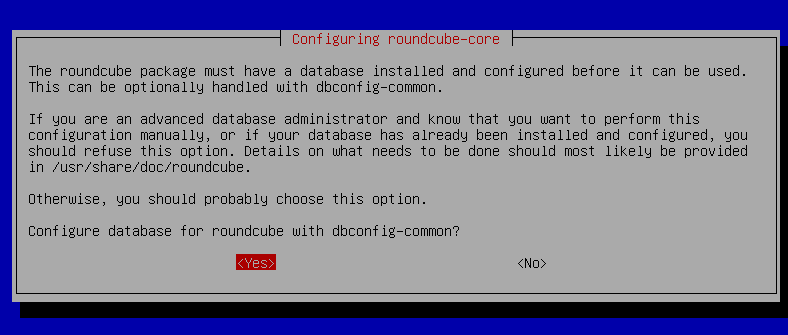 Configuring roundcube-core
The roundcube package must have a database installed and configured before it can be used.
This can be optionally handled with dbconfig-common.
If you are an advanced database administrator and know that you want to perform this
configuration manually, or if your database has already been installed and configured, you
should refuse this option. Details on what needs to be done should most likely be provided
in /usr/share/doc/roundcube.
Otherwise, you should probably choose this option.
Configure database for roundcube with dbconfig-common?
<Yes> <No>